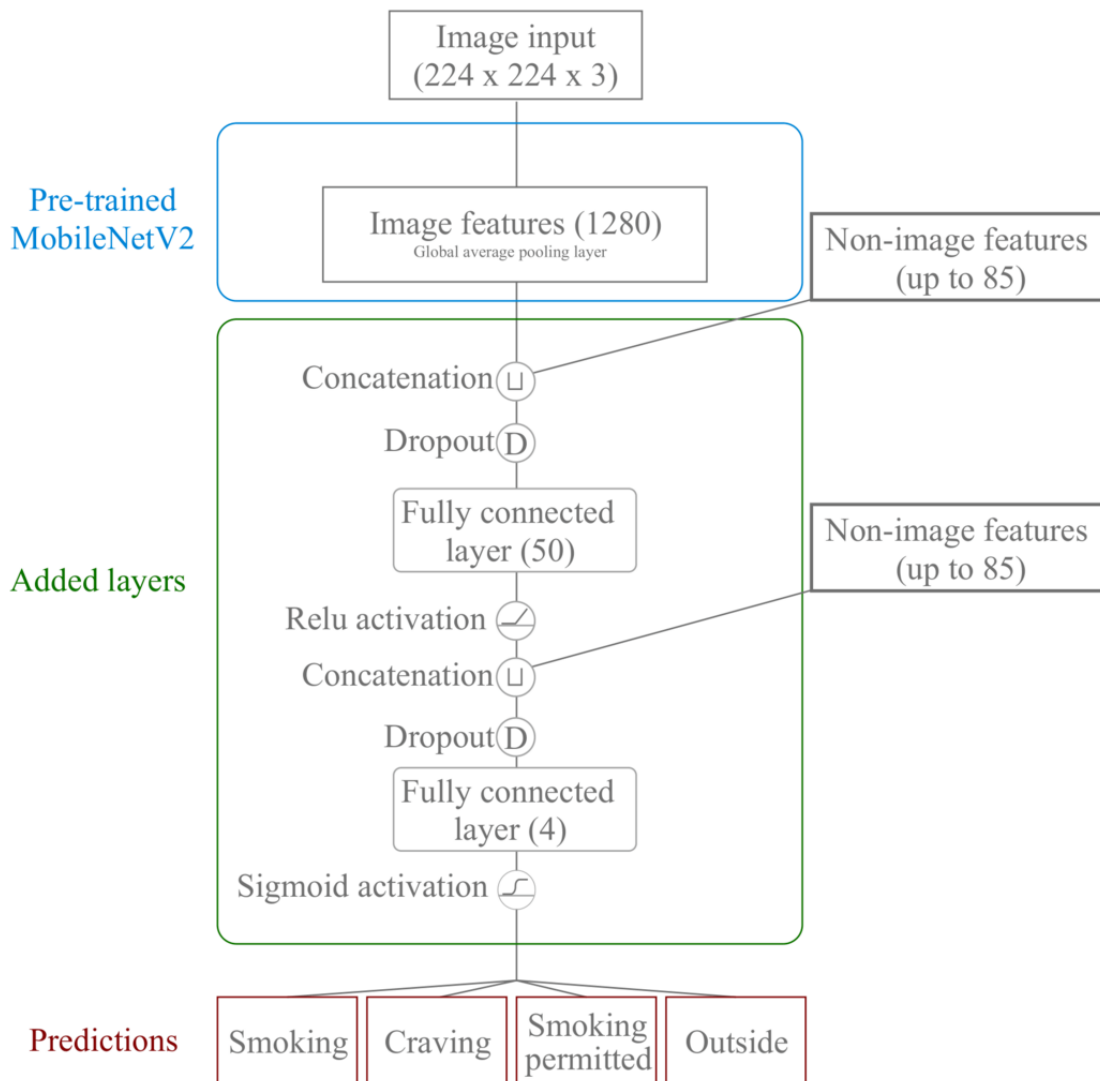 Image input
(224 x 224 x 3)
Pre-trained
MobileNetV2
Image features (1280)
Global average pooling layer
Non-image features
(up to 85)
Concatenation ⊔
Dropout D
Fully connected
layer (50)
Non-image features
(up to 85)
Added layers
Relu activation
Concatenation ⊔
Dropout D
Fully connected
layer (4)
Sigmoid activation
Predictions
Smoking
Craving
Smoking
permitted
Outside